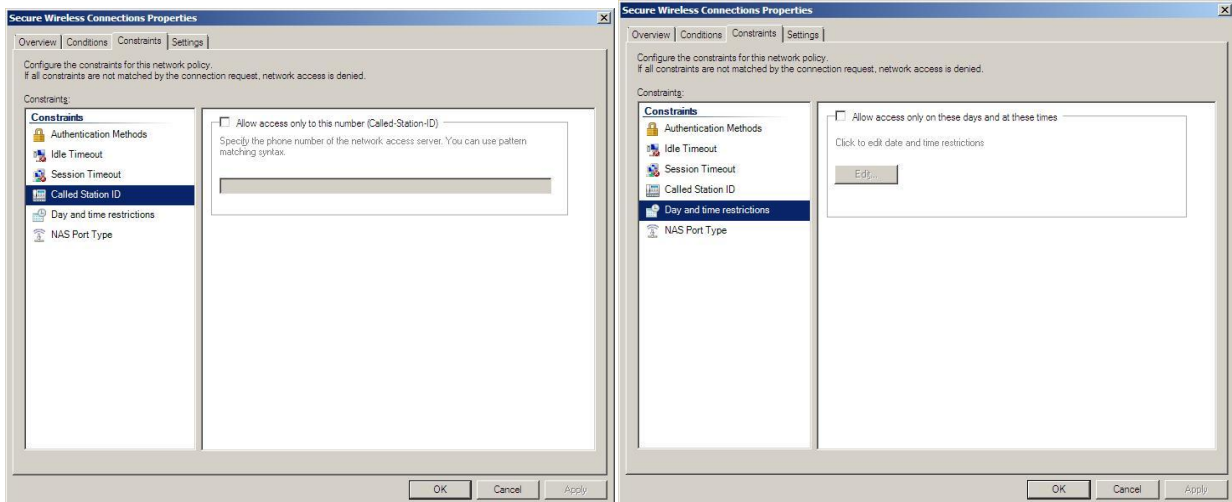 Secure Wireless Connections Properties
Overview Conditions Constraints Settings
Configure the constraints for this network policy.
If all constraints are not matched by the connection request, network access is denied.
Constraints:
Constraints
Authentication Methods
Idle Timeout
Session Timeout
Called Station ID
Day and time restrictions
NAS Port Type
Allow access only to this number (Called-Station-ID)
Specify the phone number of the network access server. You can use pattern
matching syntax.
OK Cancel Apply
Secure Wireless Connections Properties
Overview Conditions Constraints Settings
Configure the constraints for this network policy.
If all constraints are not matched by the connection request, network access is denied.
Constraints:
Constraints
Authentication Methods
Idle Timeout
Session Timeout
Called Station ID
Day and time restrictions
NAS Port Type
Allow access only on these days and at these times
Click to edit date and time restrictions
Edit...
OK Cancel Apply